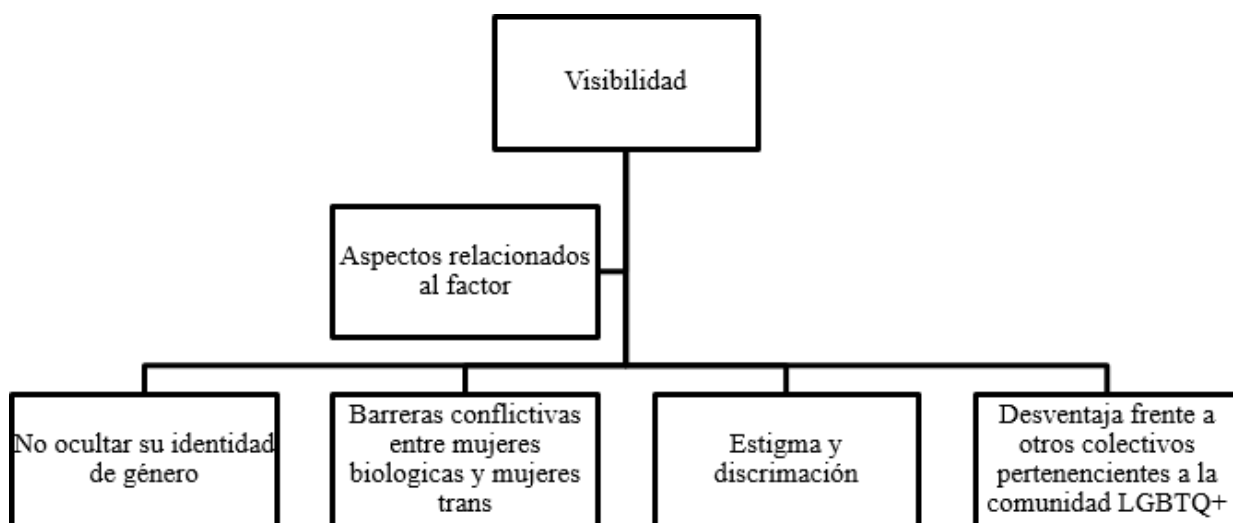 Visibilidad
Aspectos relacionados
al factor
No ocultar su identidad
de género
Barreras conflictivas
entre mujeres
biologicas y mujeres
trans
Estigma y
discrimación
Desventaja frente a
otros colectivos
pertenencientes a la
comunidad LGBTQ+